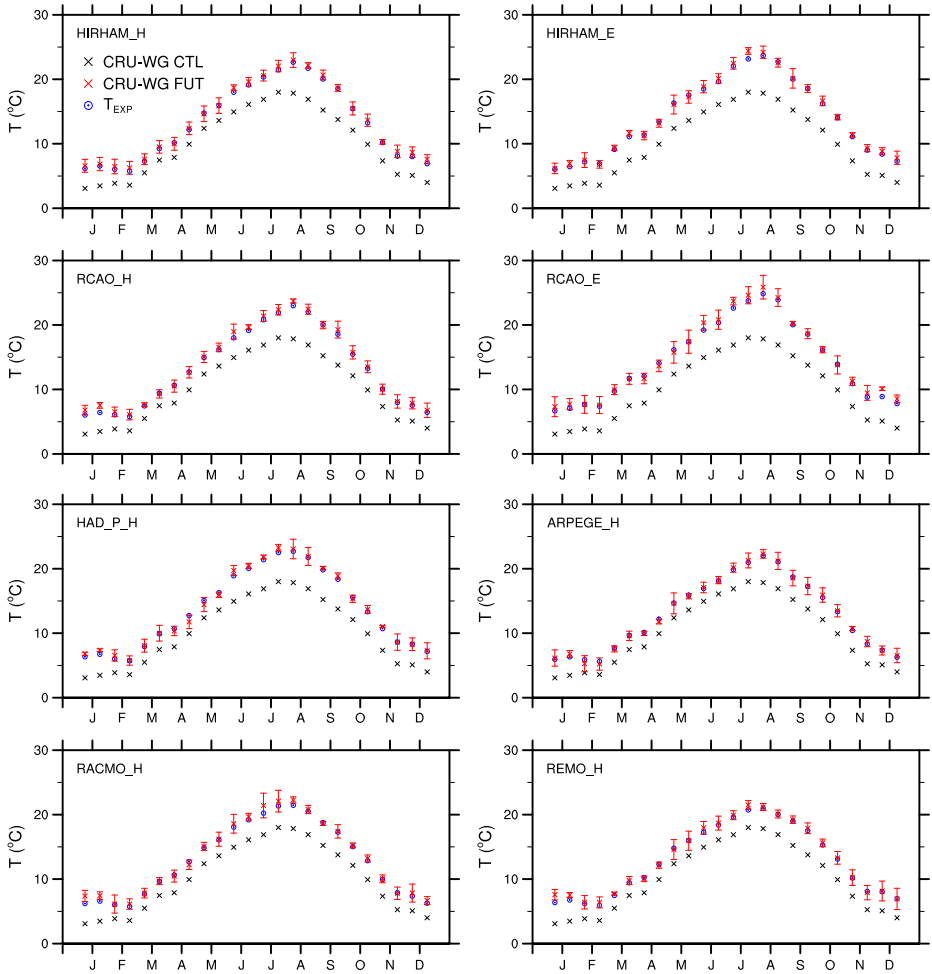 HIRHAM_H
× CRU-WG CTL
× CRU-WG FUT
T_EXP
T (°C)
30
20
10
0
J F M A M J J A S O N D
HIRHAM_E
T (°C)
30
20
10
0
J F M A M J J A S O N D
RCAO_H
T (°C)
30
20
10
0
J F M A M J J A S O N D
RCAO_E
T (°C)
30
20
10
0
J F M A M J J A S O N D
HAD_P_H
T (°C)
30
20
10
0
J F M A M J J A S O N D
ARPEGE_H
T (°C)
30
20
10
0
J F M A M J J A S O N D
RACMO_H
T (°C)
30
20
10
0
J F M A M J J A S O N D
REMO_H
T (°C)
30
20
10
0
J F M A M J J A S O N D